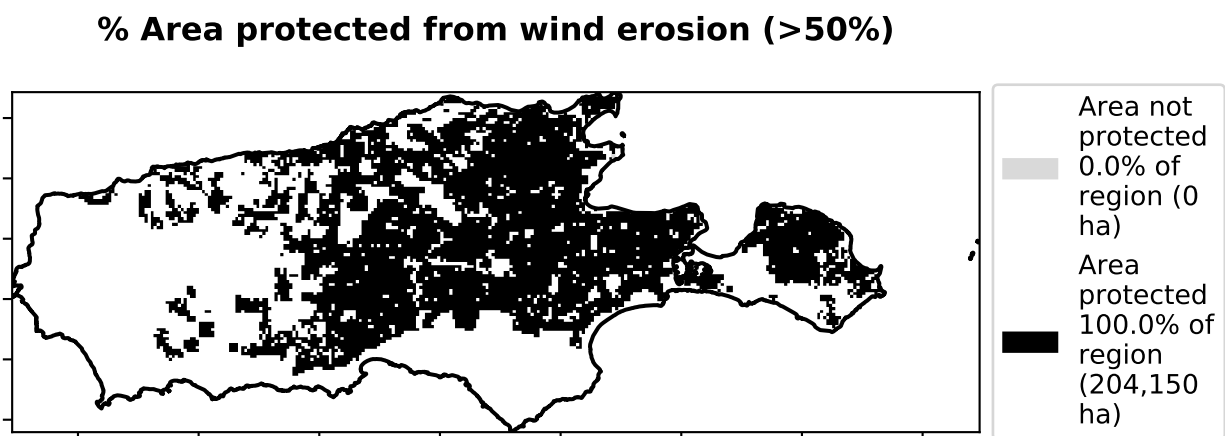 % Area protected from wind erosion (>50%)
Area not
protected
0.0% of
region (0
ha)
Area
protected
100.0% of
region
(204,150
ha)